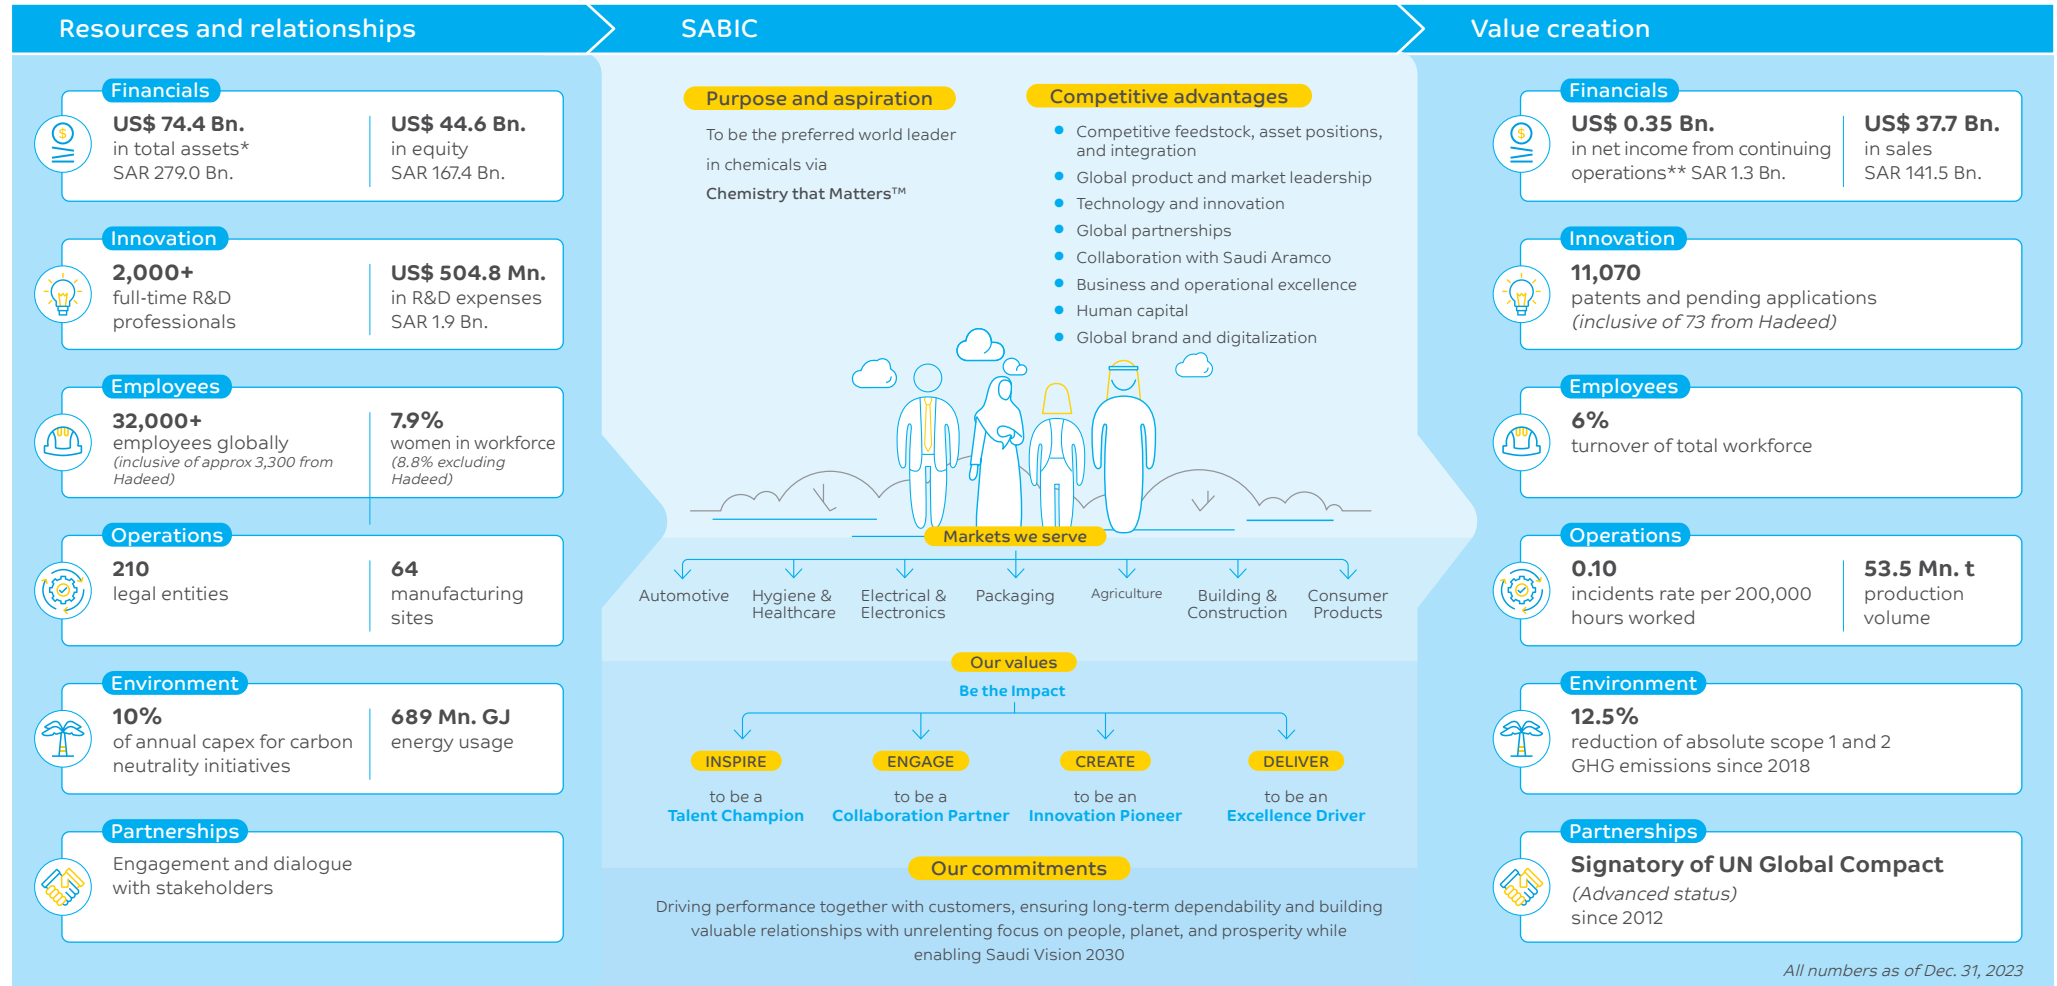 Resources and relationships
SABIC
Value creation
Financials
US$ 74.4 Bn.
in total assets*
SAR 279.0 Bn.
US$ 44.6 Bn.
in equity
SAR 167.4 Bn.
Innovation
2,000+
full-time R&D
professionals
US$ 504.8 Mn.
in R&D expenses
SAR 1.9 Bn.
Employees
32,000+
employees globally
(inclusive of approx 3,300 from
Hadeed)
7.9%
women in workforce
(8.8% excluding
Hadeed)
Operations
210
legal entities
64
manufacturing
sites
Environment
10%
of annual capex for carbon
neutrality initiatives
689 Mn. GJ
energy usage
Partnerships
Engagement and dialogue
with stakeholders
Purpose and aspiration
To be the preferred world leader
in chemicals via
Chemistry that Matters™
Competitive advantages
Competitive feedstock, asset positions,
and integration
Global product and market leadership
Technology and innovation
Global partnerships
Collaboration with Saudi Aramco
Business and operational excellence
Human capital
Global brand and digitalization
Markets we serve
Automotive
Hygiene &
Healthcare
Electrical &
Electronics
Packaging
Agriculture
Building &
Construction
Consumer
Products
Our values
Be the Impact
INSPIRE
to be a
Talent Champion
ENGAGE
to be a
Collaboration Partner
CREATE
to be an
Innovation Pioneer
DELIVER
to be an
Excellence Driver
Our commitments
Driving performance together with customers, ensuring long-term dependability and building
valuable relationships with unrelenting focus on people, planet, and prosperity while
enabling Saudi Vision 2030
Financials
US$ 0.35 Bn.
in net income from continuing
operations** SAR 1.3 Bn.
US$ 37.7 Bn.
in sales
SAR 141.5 Bn.
Innovation
11,070
patents and pending applications
(inclusive of 73 from Hadeed)
Employees
6%
turnover of total workforce
Operations
0.10
incidents rate per 200,000
hours worked
53.5 Mn. t
production
volume
Environment
12.5%
reduction of absolute scope 1 and 2
GHG emissions since 2018
Partnerships
Signatory of UN Global Compact
(Advanced status)
since 2012
All numbers as of Dec. 31, 2023